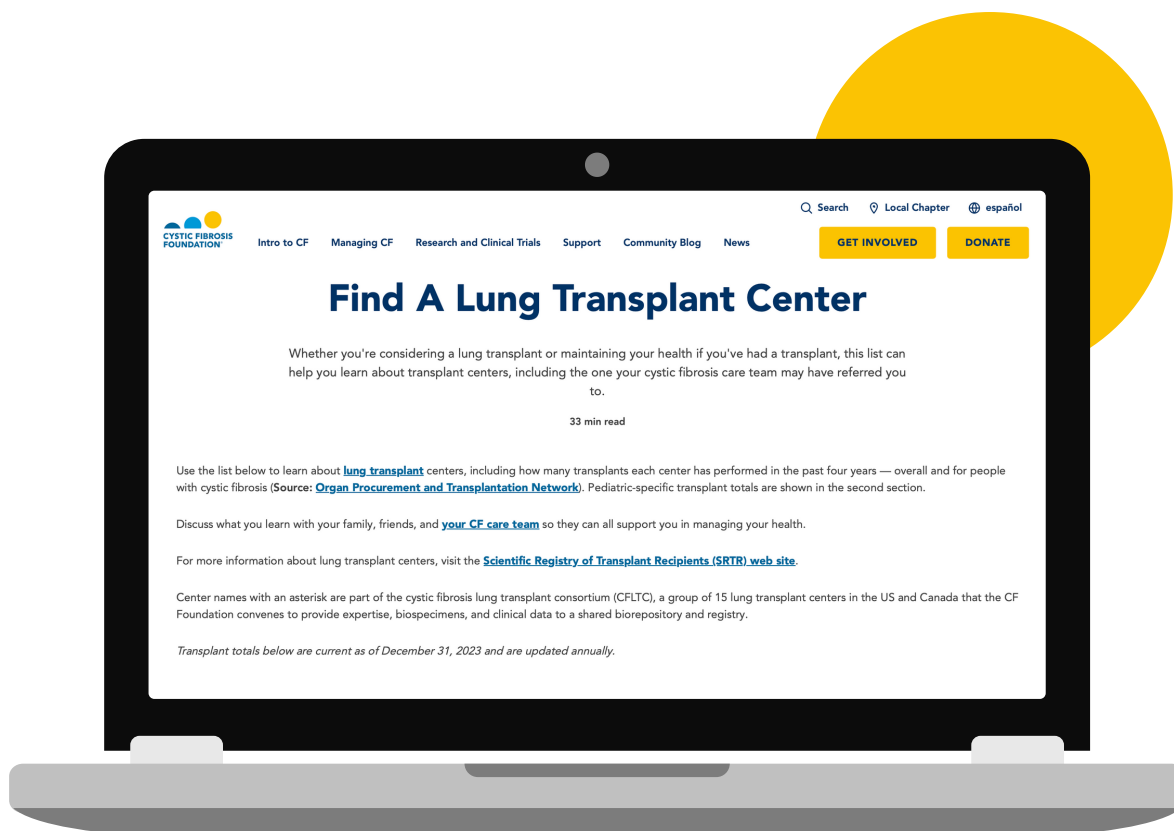 Search
Local Chapter
español
CYSTIC FIBROSIS
FOUNDATION
Intro to CF
Managing CF
Research and Clinical Trials
Support
Community Blog
News
GET INVOLVED
DONATE
Find A Lung Transplant Center
Whether you're considering a lung transplant or maintaining your health if you've had a transplant, this list can
help you learn about transplant centers, including the one your cystic fibrosis care team may have referred you
to.
33 min read
Use the list below to learn about lung transplant centers, including how many transplants each center has performed in the past four years — overall and for people
with cystic fibrosis (Source: Organ Procurement and Transplantation Network). Pediatric-specific transplant totals are shown in the second section.
Discuss what you learn with your family, friends, and your CF care team so they can all support you in managing your health.
For more information about lung transplant centers, visit the Scientific Registry of Transplant Recipients (SRTR) web site.
Center names with an asterisk are part of the cystic fibrosis lung transplant consortium (CFLTC), a group of 15 lung transplant centers in the US and Canada that the CF
Foundation convenes to provide expertise, biospecimens, and clinical data to a shared biorepository and registry.
Transplant totals below are current as of December 31, 2023 and are updated annually.